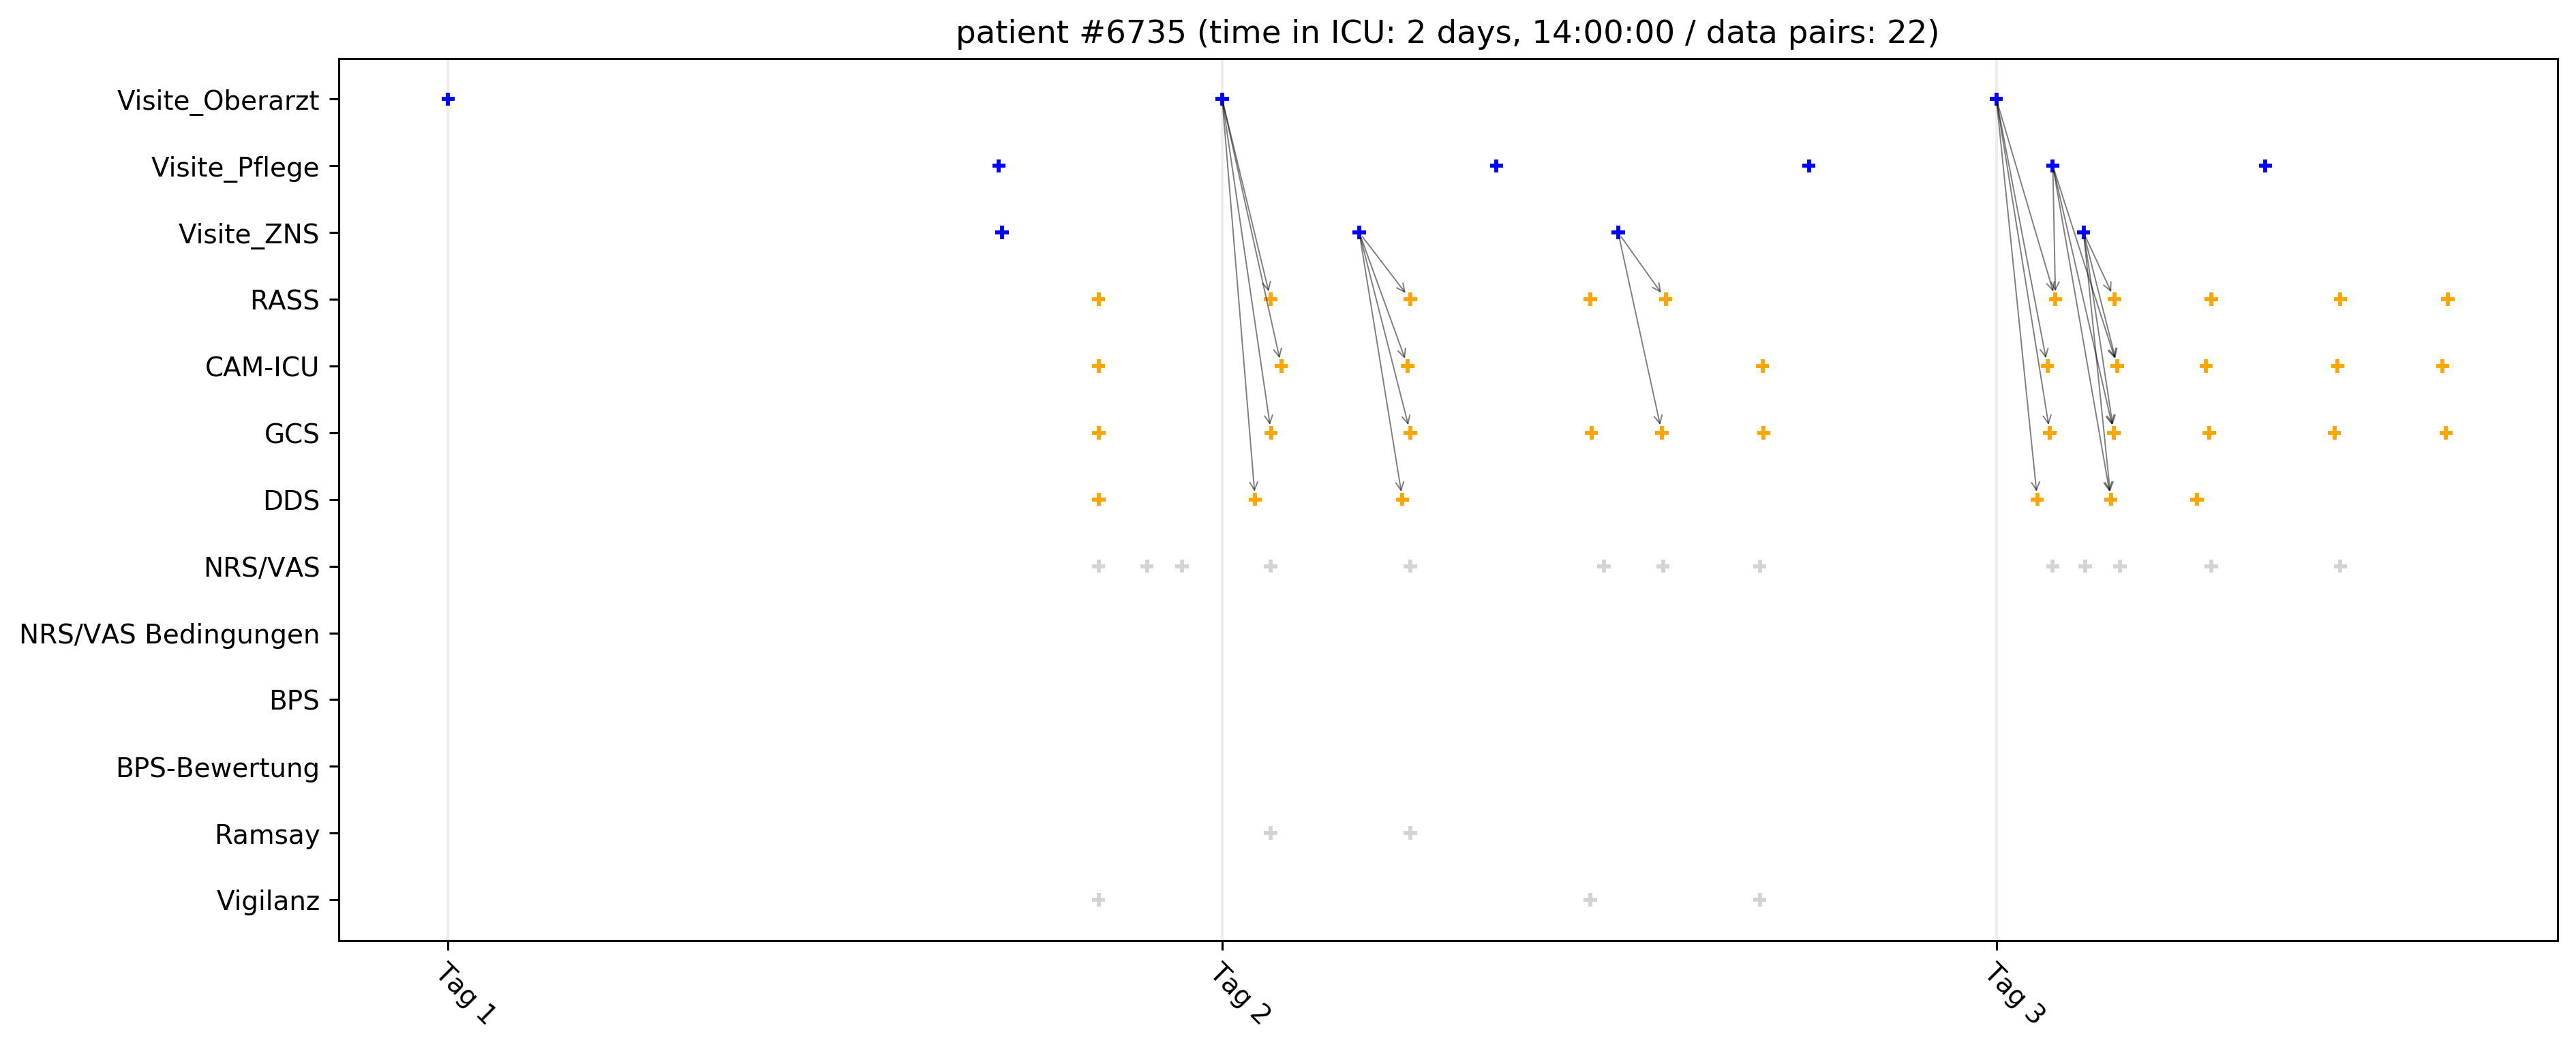 patient #6735 (time in ICU: 2 days, 14:00:00 / data pairs: 22)
Visite_Oberarzt
Visite_Pflege
Visite_ZNS
RASS
CAM-ICU
GCS
DDS
NRS/VAS
NRS/VAS Bedingungen
BPS
BPS-Bewertung
Ramsay
Vigilanz
Tag 1
Tag 2
Tag 3